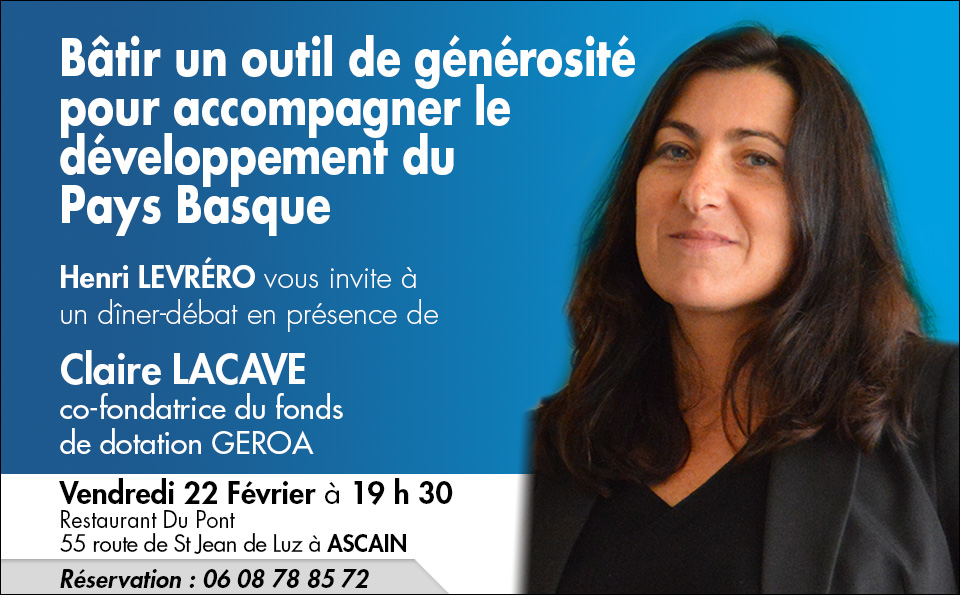 Bâtir un outil de générosité
pour accompagner le
développement du
Pays Basque
Henri LEVRÉRO vous invite à
un dîner-débat en présence de
Claire LACAVE
co-fondatrice du fonds
de dotation GEROA
Vendredi 22 Février à 19 h 30
Restaurant Du Pont
55 route de St Jean de Luz à ASCAIN
Réservation : 06 08 78 85 72